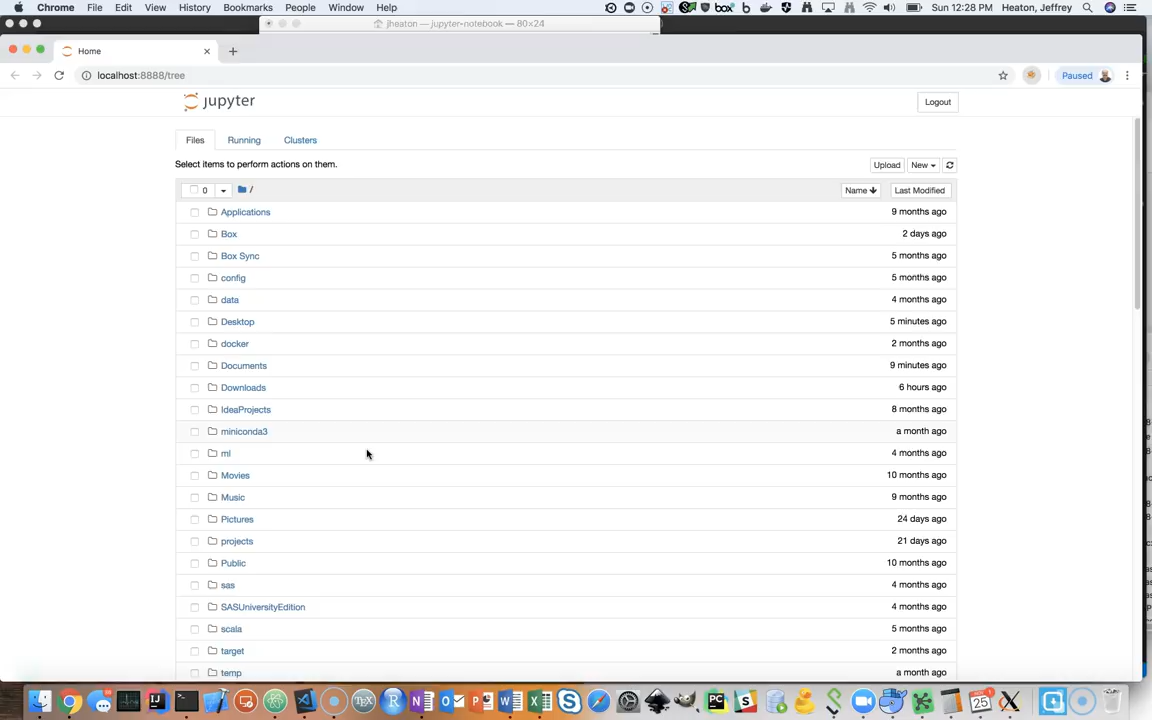 Chrome File Edit View History Bookmarks People Window Help box Sun 12:28 PM Heaton, Jeffrey
jheaton — jupyter-notebook — 80×24
Home
localhost:8888/tree Paused
jupyter Logout
Files Running Clusters
Select items to perform actions on them. Upload New
0 / Name Last Modified
Applications 9 months ago
Box 2 days ago
Box Sync 5 months ago
config 5 months ago
data 4 months ago
Desktop 5 minutes ago
docker 2 months ago
Documents 9 minutes ago
Downloads 6 hours ago
IdeaProjects 8 months ago
miniconda3 a month ago
ml 4 months ago
Movies 10 months ago
Music 9 months ago
Pictures 24 days ago
projects 21 days ago
Public 10 months ago
sas 4 months ago
SASUniversityEdition 4 months ago
scala 5 months ago
target 2 months ago
temp a month ago